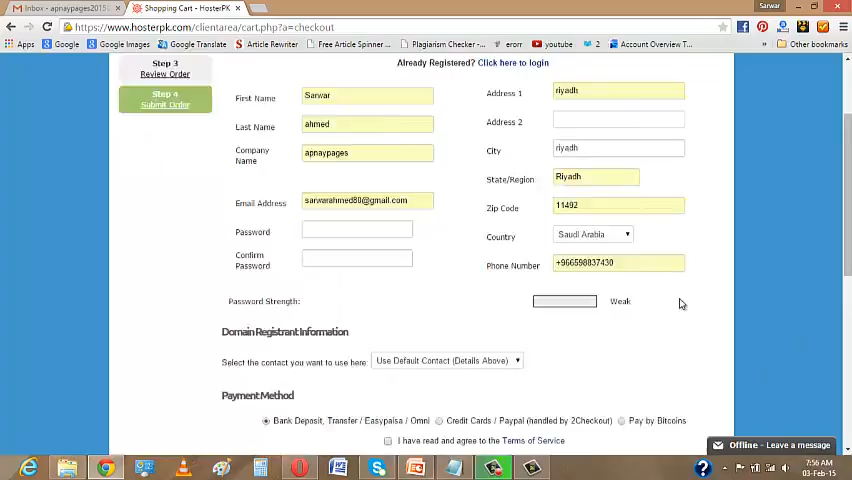 Inbox - apnaypages2015
Shopping Cart - HosterPK
Sarwar
https://www.hosterpk.com/clientarea/cart.php?a=checkout
Apps Google Google Images Google Translate Article Rewriter Free Article Spinner ... Plagiarism Checker -... erorr youtube 2 Account Overview T...
Other bookmarks
Step 3
Review Order
Step 4
Submit Order
Already Registered? Click here to login
First Name Sarwar
Last Name ahmed
Company Name apnaypages
Email Address sarwarahmed80@gmail.com
Password
Confirm Password
Address 1 riyadh
Address 2
City riyadh
State/Region Riyadh
Zip Code 11492
Country Saudi Arabia
Phone Number +966598837430
Password Strength: Weak
Domain Registrant Information
Select the contact you want to use here: Use Default Contact (Details Above)
Payment Method
Bank Deposit, Transfer / Easypaisa / Omni Credit Cards / Paypal (handled by 2Checkout) Pay by Bitcoins
I have read and agree to the Terms of Service
Offline - Leave a message
7:56 AM
03-Feb-15